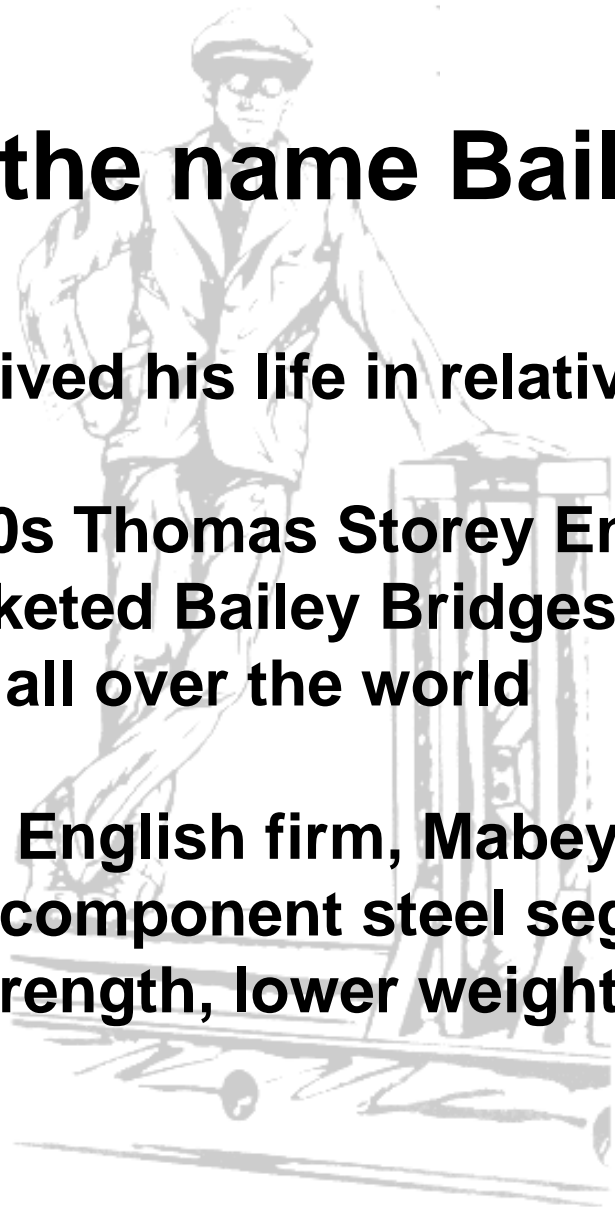 the name Bail
ived his life in relativ
0s Thomas Storey En
keted Bailey Bridges
all over the world
English firm, Mabey
component steel seg
rength, lower weight